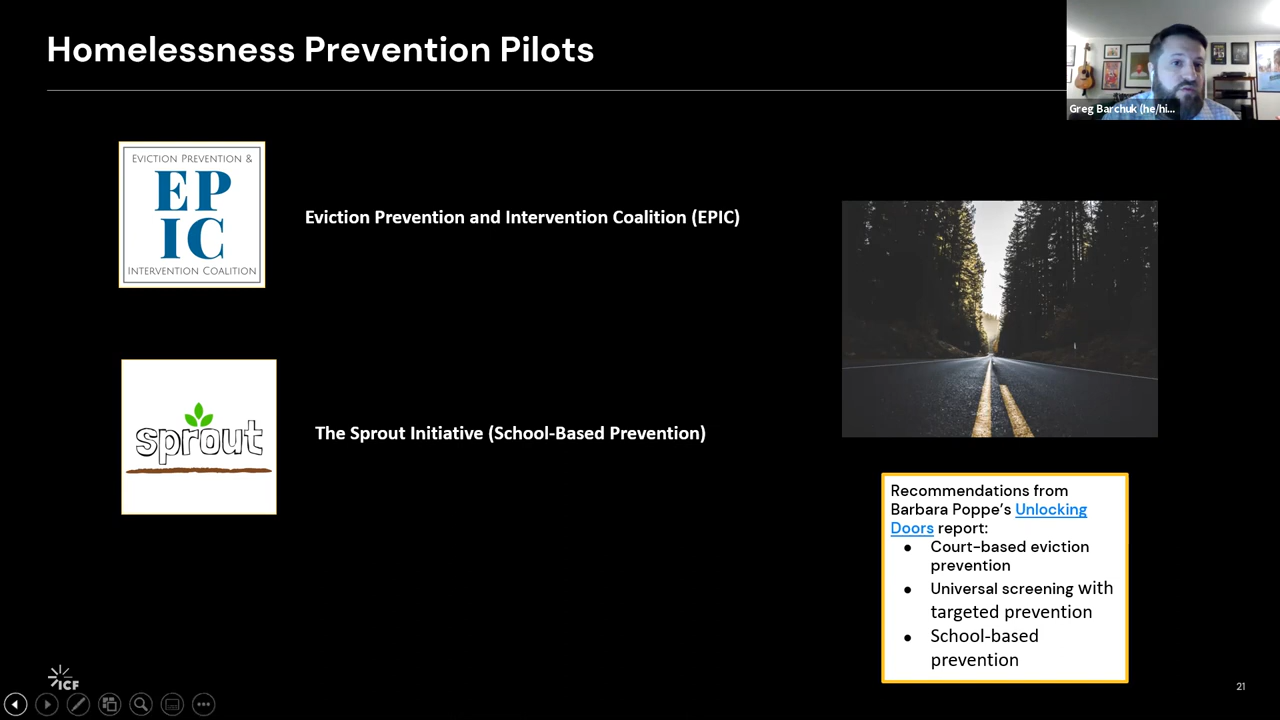 Homelessness Prevention Pilots
Greg Barchuk (he/hi...
EVICTION PREVENTION &
EP
IC
INTERVENTION COALITION
Eviction Prevention and Intervention Coalition (EPIC)
sprout
The Sprout Initiative (School-Based Prevention)
Recommendations from
Barbara Poppe's Unlocking
Doors report:
● Court-based eviction
prevention
● Universal screening with
targeted prevention
● School-based
prevention
ICF
21